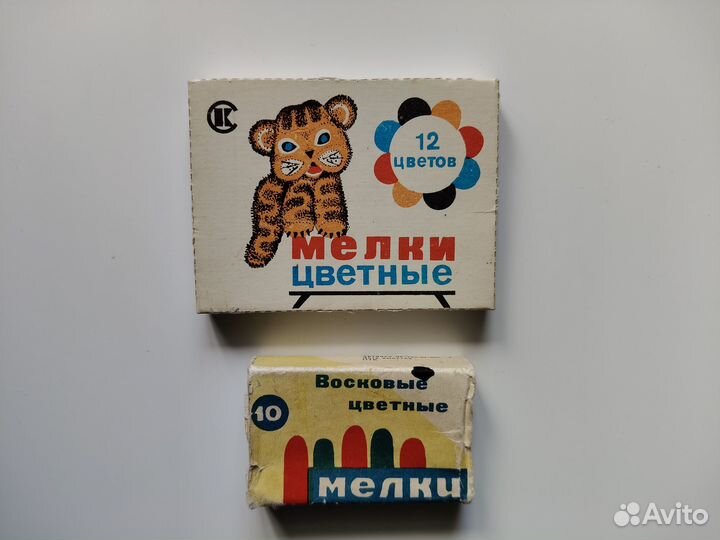 12
цветов
мелки
цветные
Восковые
цветные
10
мелки
Avito